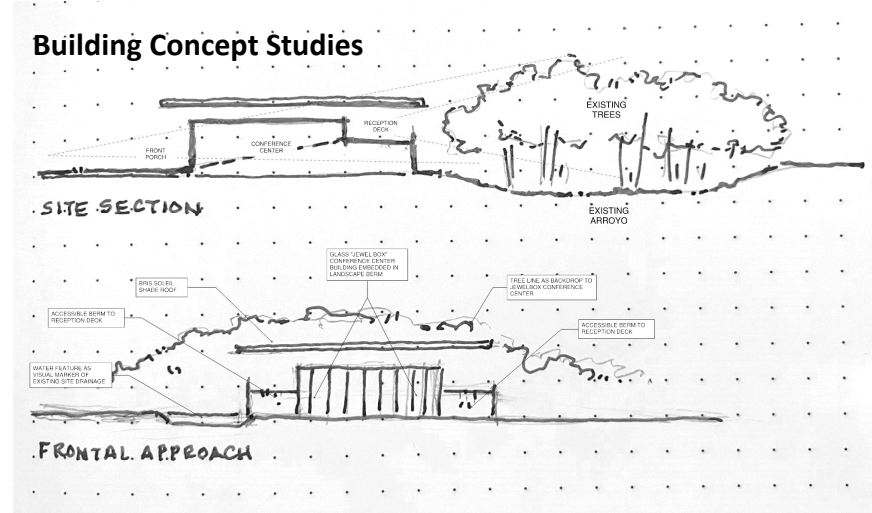 Building Concept Studies
EXISTING
TREES
RECEPTION
DECK
FRONT
PORCH
CONFERENCE
CENTER
SITE SECTION
EXISTING
ARROYO
GLASS "JEWEL BOX"
CONFERENCE CENTER
BUILDING EMBEDDED IN
LANDSCAPE BERM
BRIS SOLEIL
SHADE ROOF
TREE LINE AS BACKDROP TO
JEWELBOX CONFERENCE
CENTER
ACCESSIBLE BERM TO
RECEPTION DECK
ACCESSIBLE BERM TO
RECEPTION DECK
WATER FEATURE AS
VISUAL MARKER OF
EXISTING SITE DRAINAGE
FRONTAL APPROACH